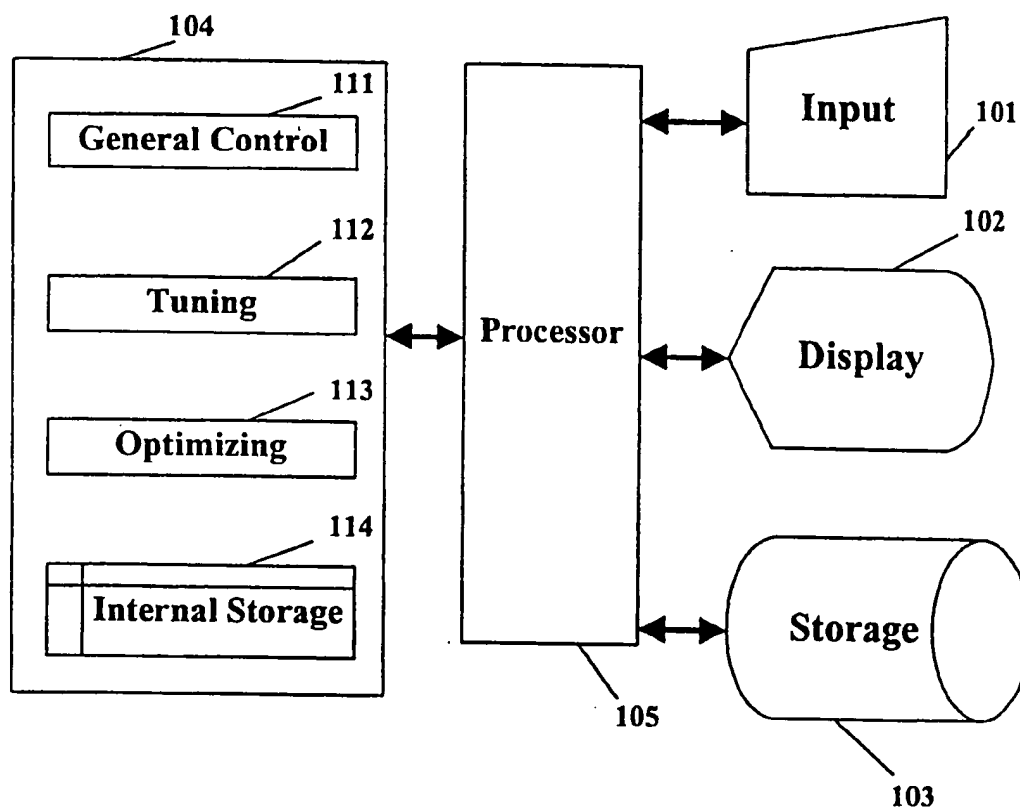 104
111
General Control
112
Tuning
113
Optimizing
114
Internal Storage
Processor
105
Input
101
102
Display
Storage
103